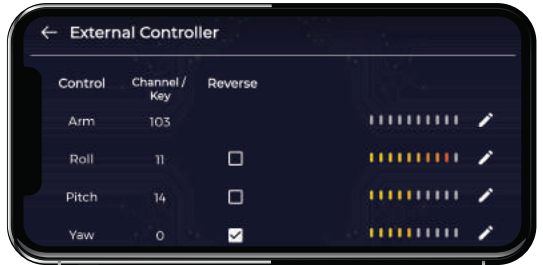 External Controller
Control Channel / Key Reverse
Arm 103
Roll 11
Pitch 14
Yaw 0